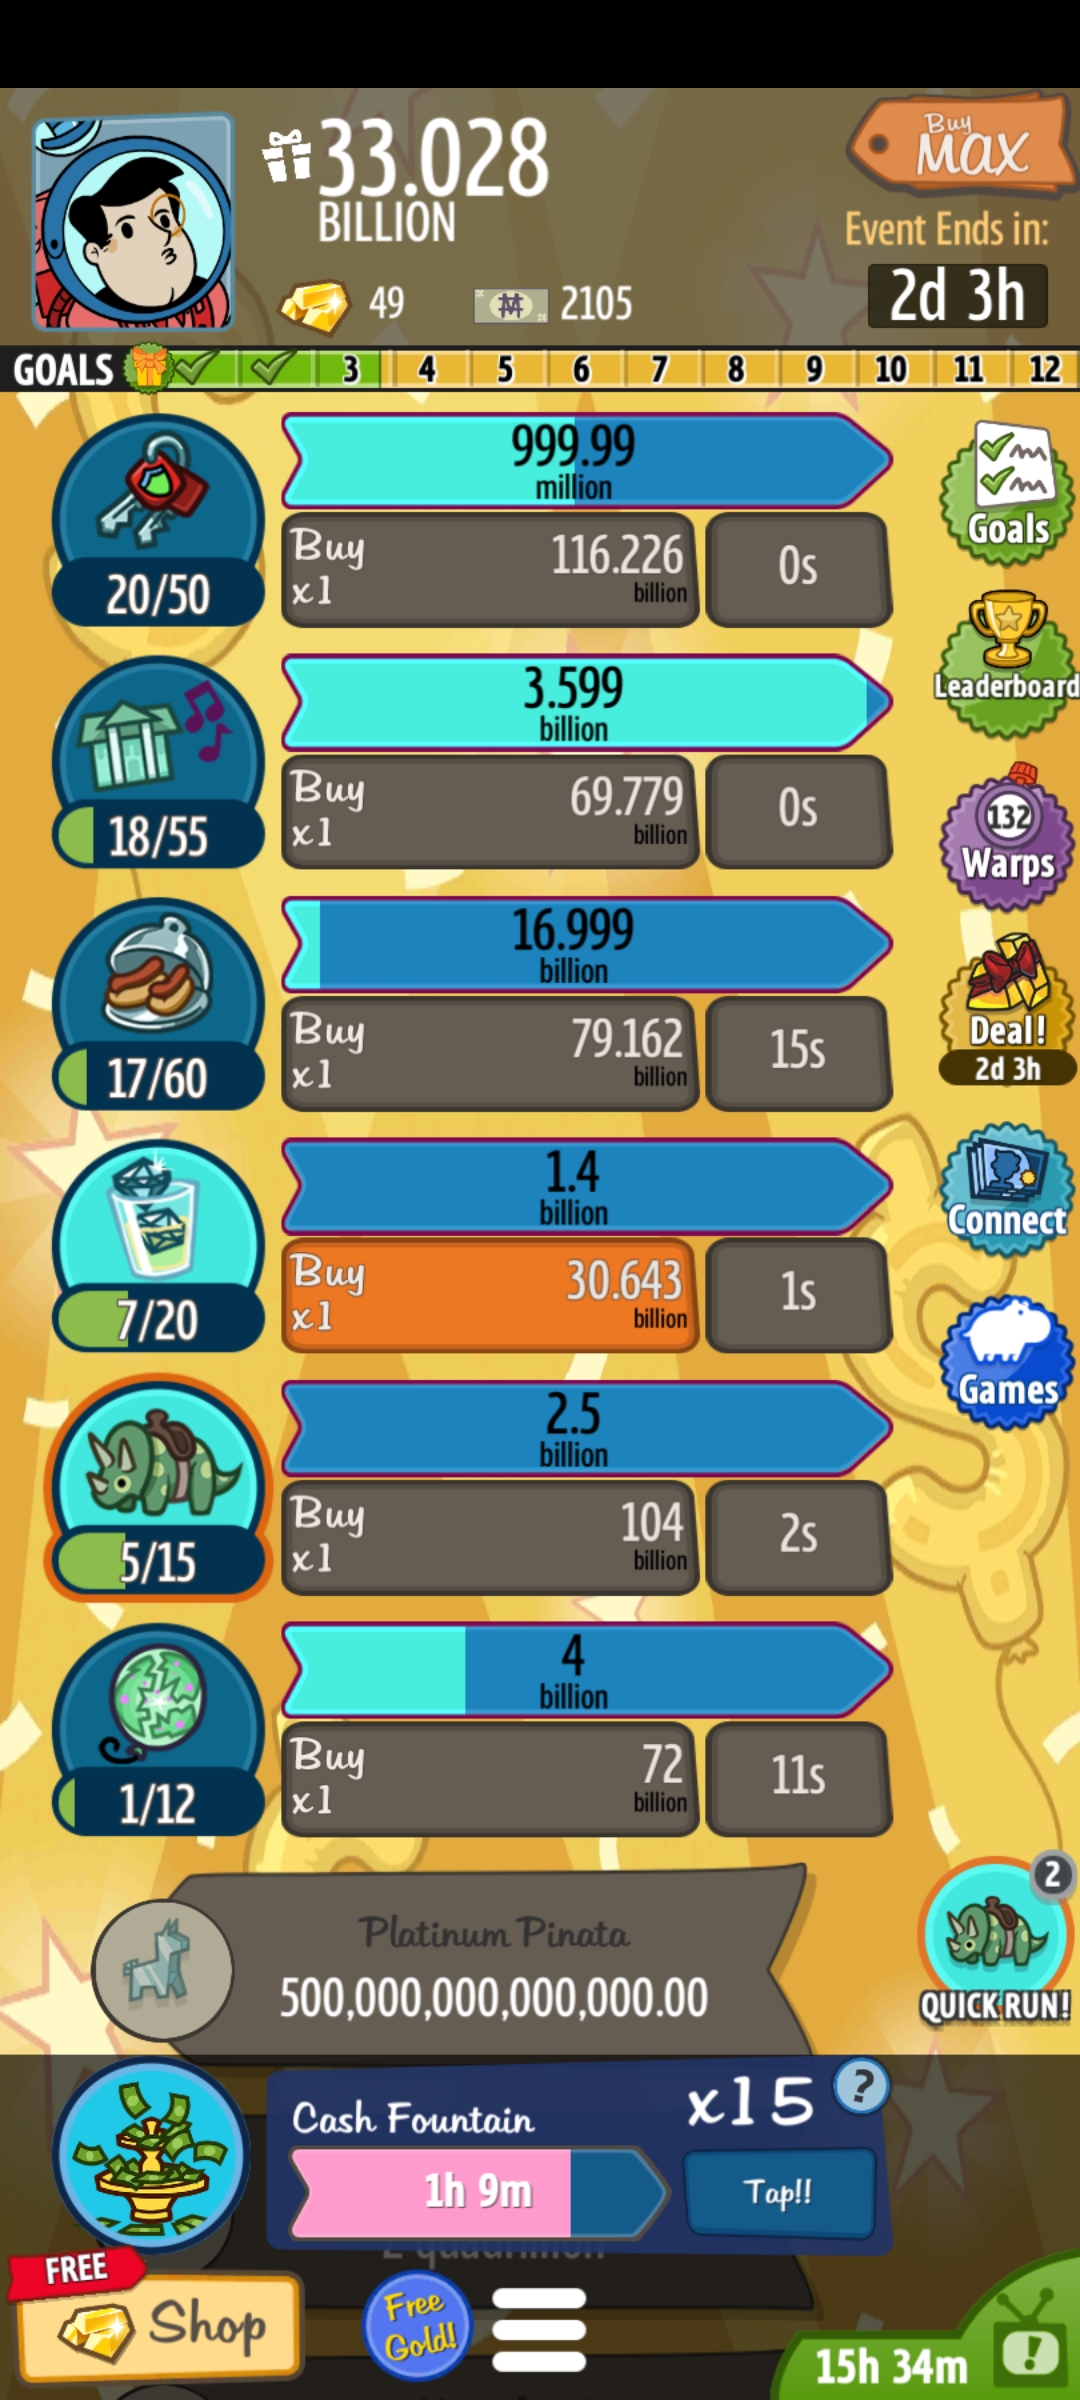 33.028
BILLION
Buy
MAX
Event Ends in:
2d 3h
49
2105
GOALS 3 4 5 6 7 8 9 10 11 12
999.99
million
Buy
x1
116.226
billion
0s
20/50
Goals
3.599
billion
Buy
x1
69.779
billion
0s
18/55
Leaderboard
132
Warps
16.999
billion
Buy
x1
79.162
billion
15s
17/60
Deal!
2d 3h
1.4
billion
Buy
x1
30.643
billion
1s
7/20
Connect
Games
2.5
billion
Buy
x1
104
billion
2s
5/15
4
billion
Buy
x1
72
billion
11s
1/12
Platinum Pinata
500,000,000,000,000.00
2
QUICK RUN!
Cash Fountain
x15
?
1h 9m
Tap!!
FREE
Shop
Free
Gold!
15h 34m